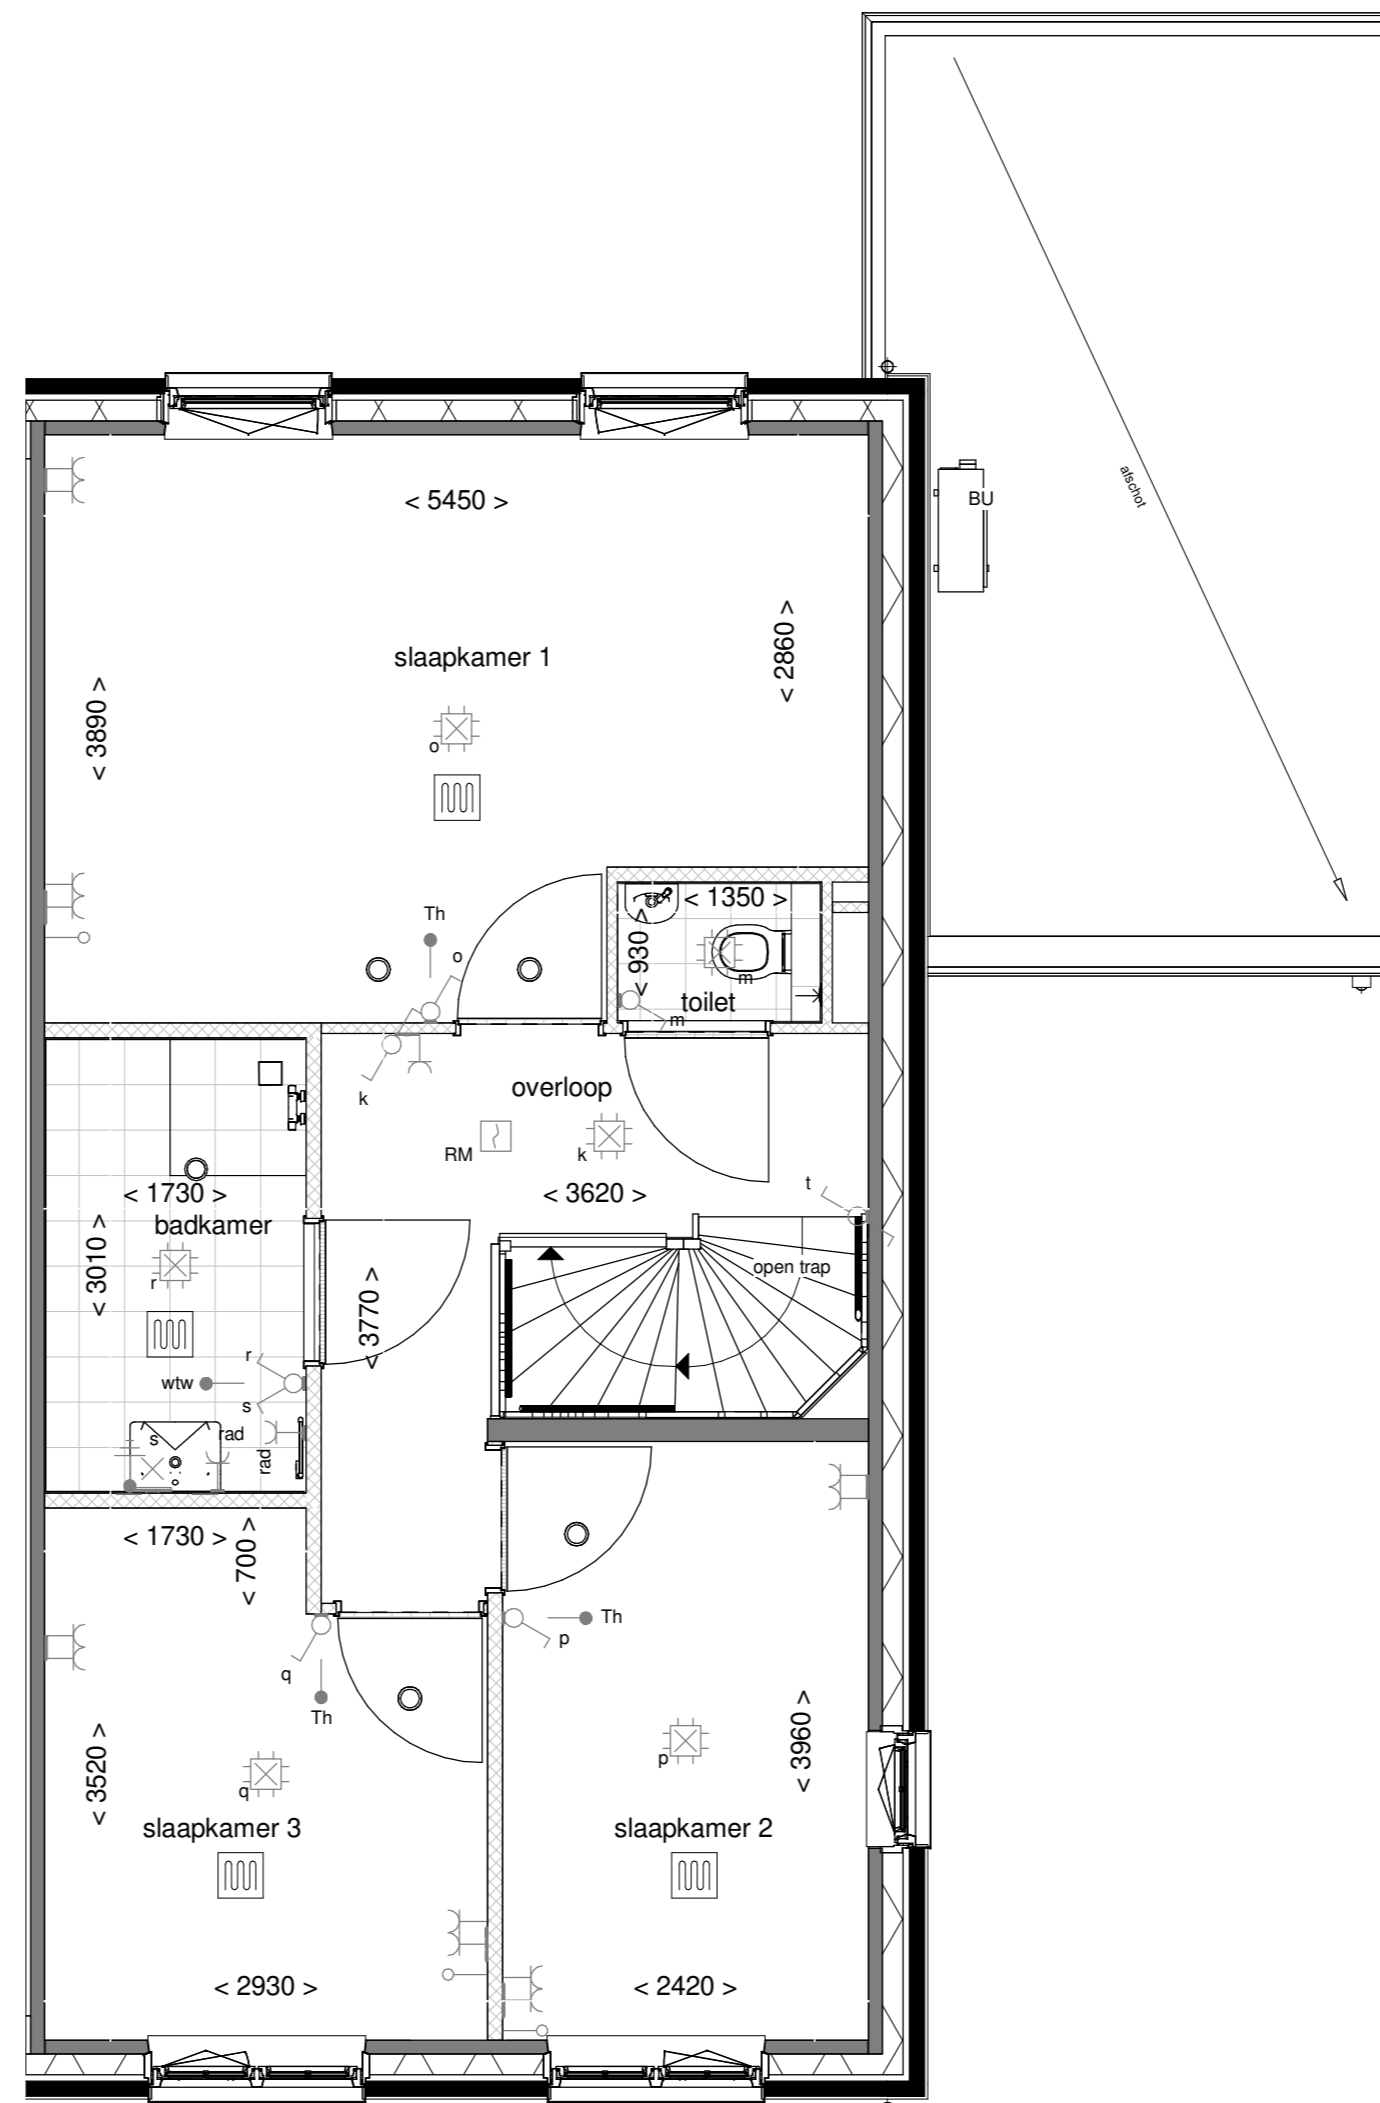 < 5450 >
BU
afschot
< 2860 >
slaapkamer 1
< 3890 >
o
< 1350 >
Th
o
< 930 >
m
toilet
m
k
overloop
RM
k
< 1730 >
< 3620 >
t
badkamer
< 3010 >
open trap
r
< 3770 >
r
wtw
s
s
rad
rad
< 1730 >
< 700 >
Th
p
q
Th
< 3960 >
p
< 3520 >
q
slaapkamer 3
slaapkamer 2
< 2930 >
< 2420 >